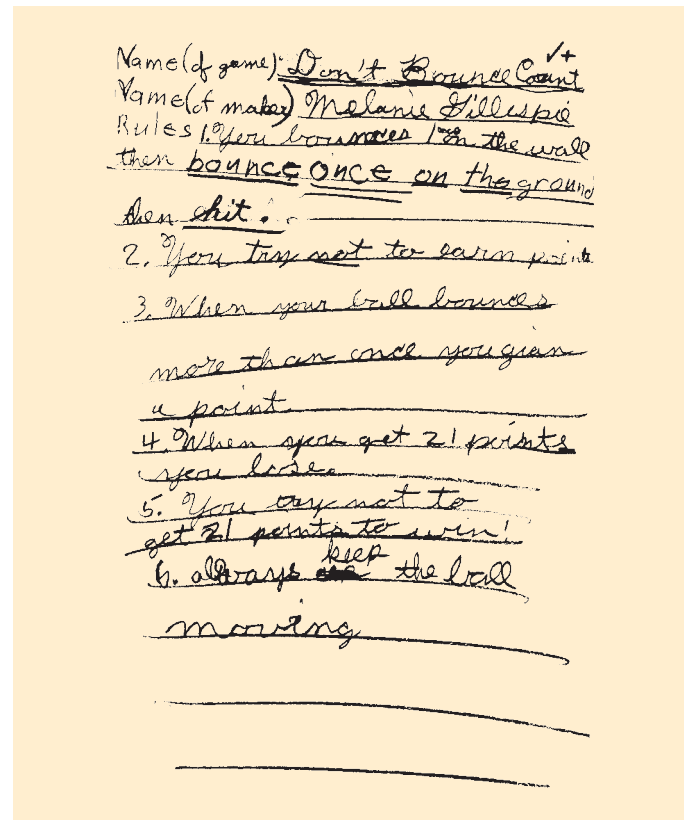 ✓+
Name (of game): Don't Bounce Count
Name (of maker) Melanie Gillespie
Rules 1. You bounces 1 on the wall
then bounce once on the ground
then hit.
2. You try not to earn points
3. When your ball bounces
more than once you gian
a point.
4. When you get 21 points
you lose.
5. You try not to
get 21 points to win!
6. always keep the ball
moving